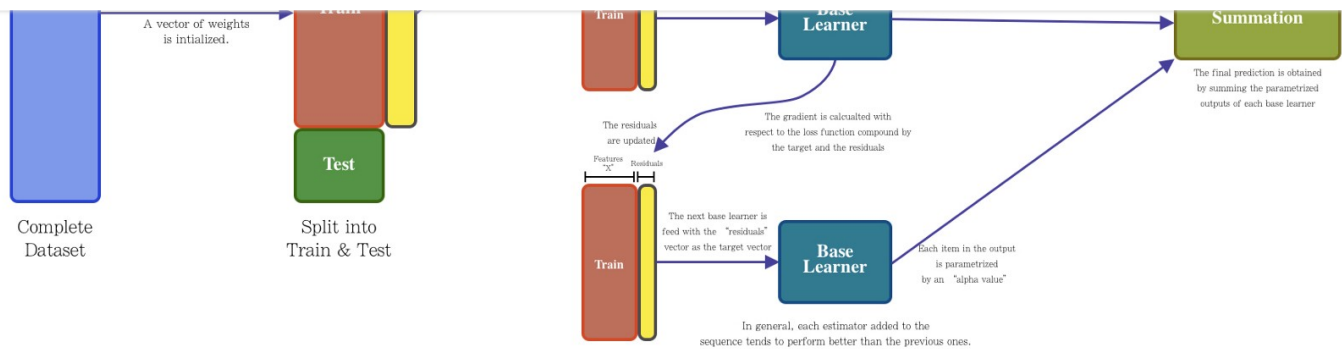 A vector of weights
is intialized.
Train
Test
Complete
Dataset
Split into
Train & Test
Train
Base
Learner
Summation
The final prediction is obtained
by summing the parametrized
outputs of each base learner
The residuals
are updated
The gradient is calcualted with
respect to the loss function compound by
the target and the residuals
Features
"X"
Residuals
Train
The next base learner is
feed with the "residuals"
vector as the target vector
Base
Learner
Each item in the output
is parametrized
by an "alpha value"
In general, each estimator added to the
sequence tends to perform better than the previous ones.